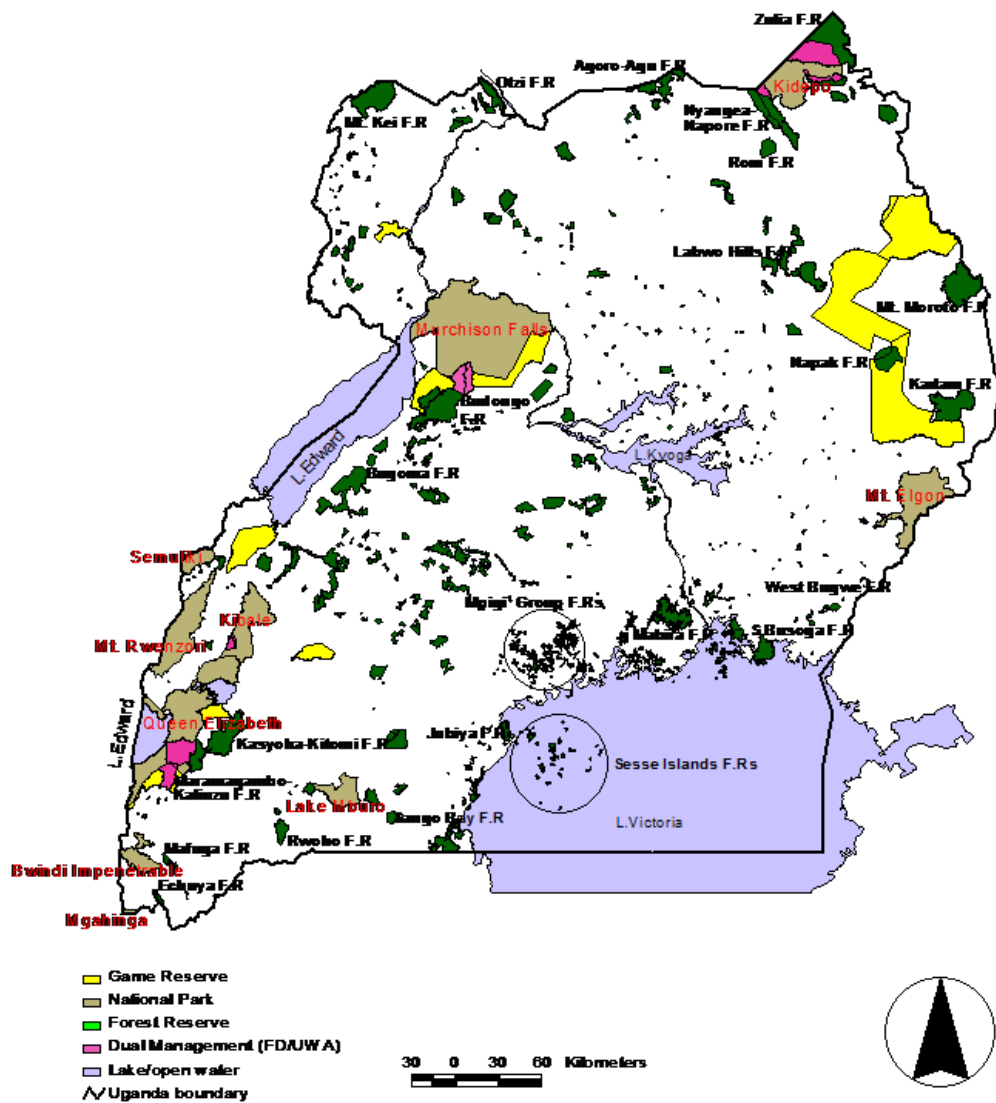 Zulia F.R
Agoro-Agu F.R
Otzi F.R
Kidepo
Mt. Kei F.R
Nyangea-
Napore F.R
Rom F.R
Labwo Hills F.R
Mt. Moroto F.R
Murchison Falls
Napak F.R
Kadam F.R
Budongo
F.R
L.Edward
L.Kyoga
Bugoma F.R
Mt. Elgon
Semuliki
West Bugwe F.R
Mpigi Group F.Rs.
Kibale
Mabira F.R
S.Busoga F.R
Mt. Rwenzori
L.Edward
Queen Elizabeth
Jubiya F.R
Kasyoka-Kitomi F.R
Sesse Islands F.Rs
Maramagambo-
Kalinzu F.R
Lake Mburo
Sango Bay F.R
L.Victoria
Rwoho F.R
Mafuga F.R
Bwindi Impenetrable
Echuya F.R
Mgahinga
Game Reserve
National Park
Forest Reserve
Dual Management (FD/UWA)
Lake/open water
Uganda boundary
30 0 30 60 Kilometers